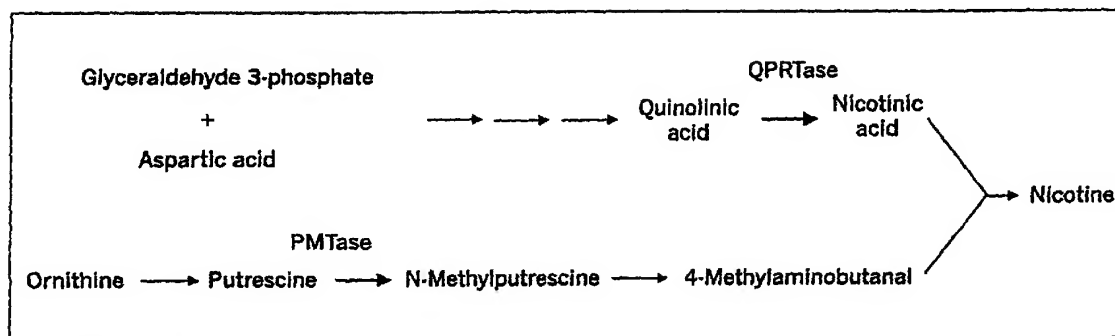 Glyceraldehyde 3-phosphate
+
Aspartic acid
Quinolinic
acid
QPRTase
Nicotinic
acid
Nicotine
PMTase
Ornithine
Putrescine
N-Methylputrescine
4-Methylaminobutanal